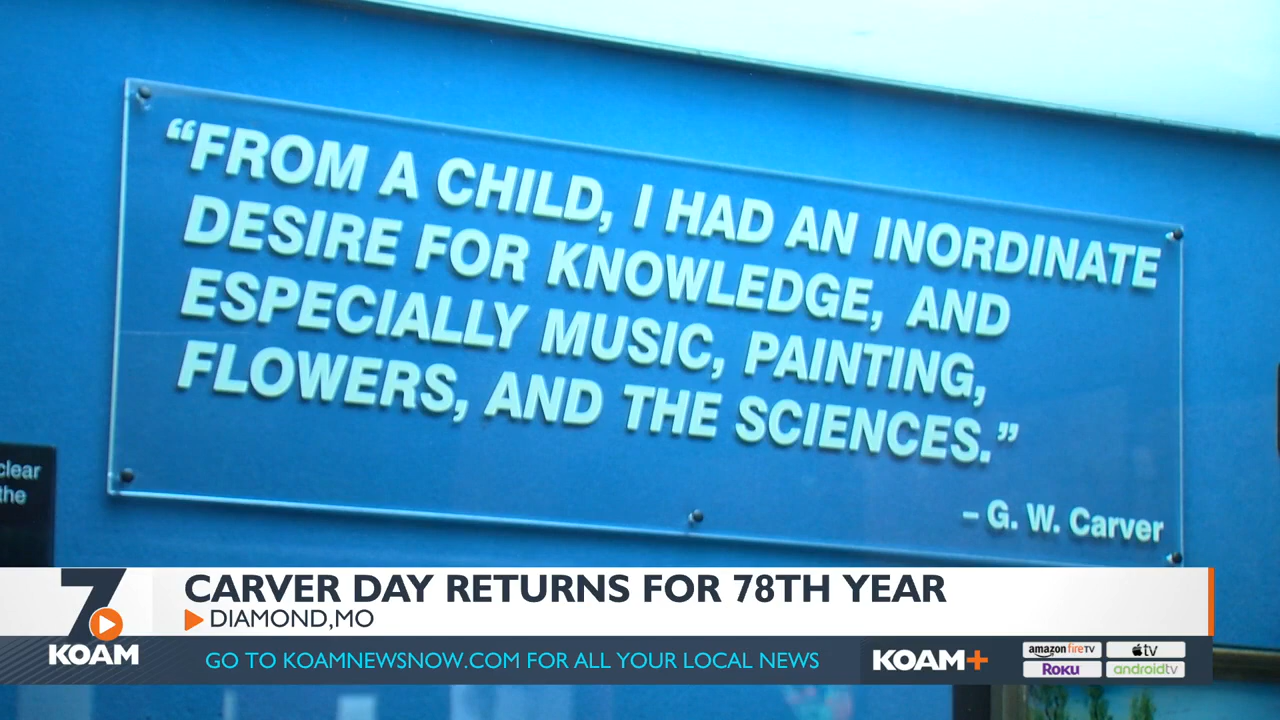 “FROM A CHILD, I HAD AN INORDINATE
DESIRE FOR KNOWLEDGE, AND
ESPECIALLY MUSIC, PAINTING,
FLOWERS, AND THE SCIENCES.”
– G. W. Carver
clear
the
7
KOAM
CARVER DAY RETURNS FOR 78TH YEAR
DIAMOND,MO
GO TO KOAMNEWSNOW.COM FOR ALL YOUR LOCAL NEWS
KOAM+
amazon fireTV
tv
Roku
androidtv